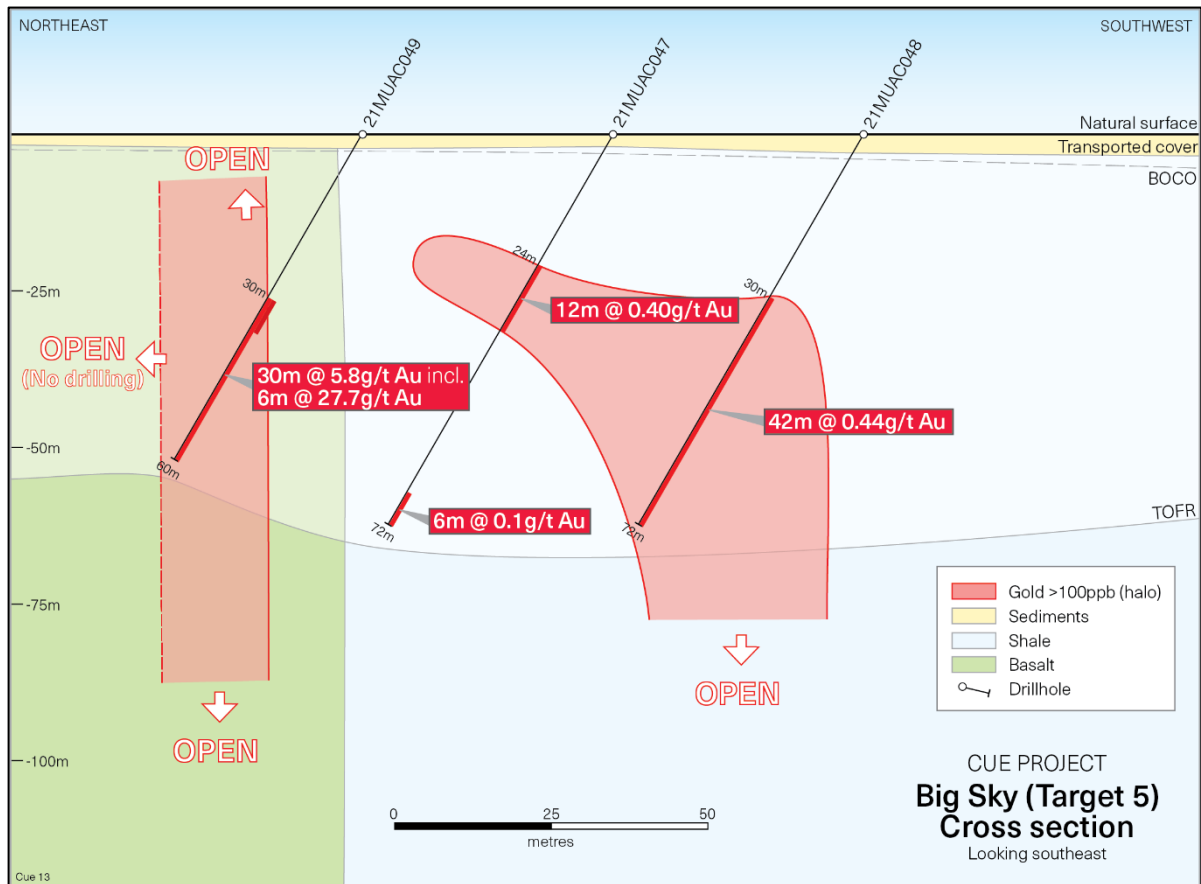 NORTHEAST
SOUTHWEST
21MUAC049
21MUAC047
21MUAC048
Natural surface
Transported cover
BOCO
OPEN
24m
30m
30m
-25m
12m @ 0.40g/t Au
OPEN
(No drilling)
30m @ 5.8g/t Au incl.
6m @ 27.7g/t Au
42m @ 0.44g/t Au
-50m
60m
6m @ 0.1g/t Au
72m
72m
TOFR
-75m
OPEN
OPEN
-100m
Gold >100ppb (halo)
Sediments
Shale
Basalt
Drillhole
0
25
50
metres
CUE PROJECT
Big Sky (Target 5)
Cross section
Looking southeast
Cue 13